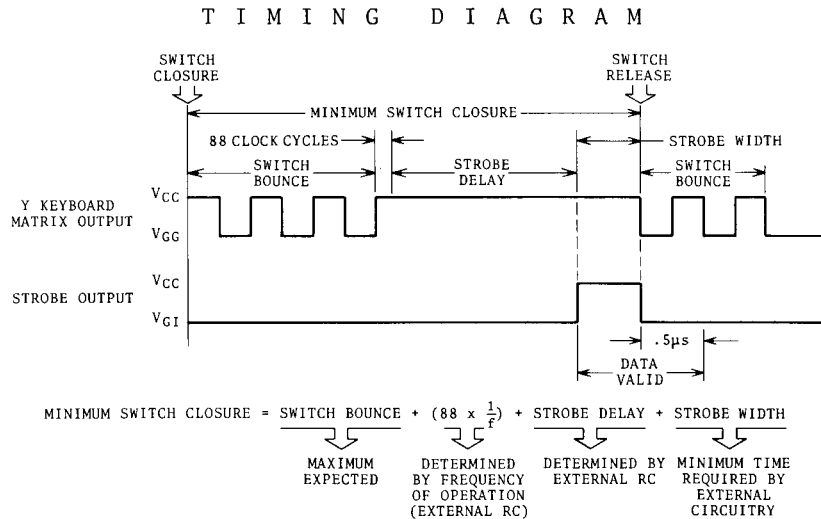 TIMING DIAGRAM
SWITCH CLOSURE
SWITCH RELEASE
MINIMUM SWITCH CLOSURE
88 CLOCK CYCLES
STROBE WIDTH
SWITCH BOUNCE
STROBE DELAY
SWITCH BOUNCE
Y KEYBOARD MATRIX OUTPUT
VCC
VGG
STROBE OUTPUT
VCC
VGI
.5µs
DATA VALID
MINIMUM SWITCH CLOSURE = SWITCH BOUNCE + (88 x 1/f) + STROBE DELAY + STROBE WIDTH
MAXIMUM EXPECTED
DETERMINED BY FREQUENCY OF OPERATION (EXTERNAL RC)
DETERMINED BY EXTERNAL RC
MINIMUM TIME REQUIRED BY EXTERNAL CIRCUITRY